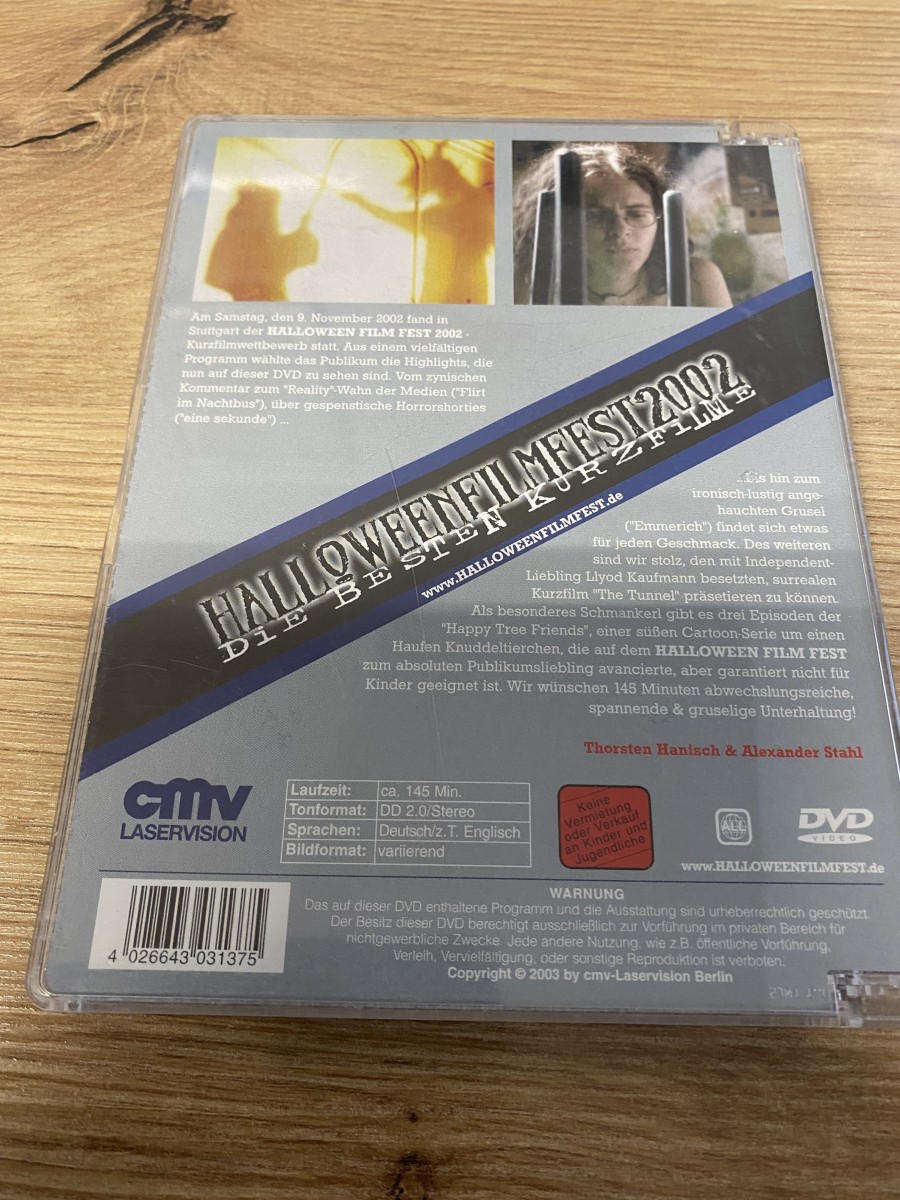 Am Samstag, den 9. November 2002 fand in
Stuttgart der HALLOWEEN FILM FEST 2002 -
Kurzfilmwettbewerb statt. Aus einem vielfältigen
Programm wählte das Publikum die Highlights, die
nun auf dieser DVD zu sehen sind. Vom zynischen
Kommentar zum "Reality"-Wahn der Medien ("Flirt
im Nachtbus"), über gespenstische Horrorshorties
("eine sekunde") ...
HALLOWEENFILMFEST2002
DIE BESTEN KURZFILME
www.HALLOWEENFILMFEST.de
...bis hin zum
ironisch-lustig ange-
hauchten Grusel
("Emmerich") findet sich etwas
für jeden Geschmack. Des weiteren
sind wir stolz, den mit Independent-
Liebling Llyod Kaufmann besetzten, surrealen
Kurzfilm "The Tunnel" präsetieren zu können.
Als besonderes Schmankerl gibt es drei Episoden der
"Happy Tree Friends", einer süßen Cartoon-Serie um einen
Haufen Knuddeltierchen, die auf dem HALLOWEEN FILM FEST
zum absoluten Publikumsliebling avancierte, aber garantiert nicht für
Kinder geeignet ist. Wir wünschen 145 Minuten abwechslungsreiche,
spannende & gruselige Unterhaltung!
Thorsten Hanisch & Alexander Stahl
cmv
LASERVISION
Laufzeit: ca. 145 Min.
Tonformat: DD 2.0/Stereo
Sprachen: Deutsch/z.T. Englisch
Bildformat: variierend
Keine
Vermietung
oder Verkauf
an Kinder und
Jugendliche
ALL
DVD
VIDEO
www.HALLOWEENFILMFEST.de
WARNUNG
Das auf dieser DVD enthaltene Programm und die Ausstattung sind urheberrechtlich geschützt.
Der Besitz dieser DVD berechtigt ausschließlich zur Vorführung im privaten Bereich für
nichtgewerbliche Zwecke. Jede andere Nutzung, wie z.B. öffentliche Vorführung,
Verleih, Vervielfältigung, oder sonstige Reproduktion ist verboten.
Copyright © 2003 by cmv-Laservision Berlin
4 026643 031375